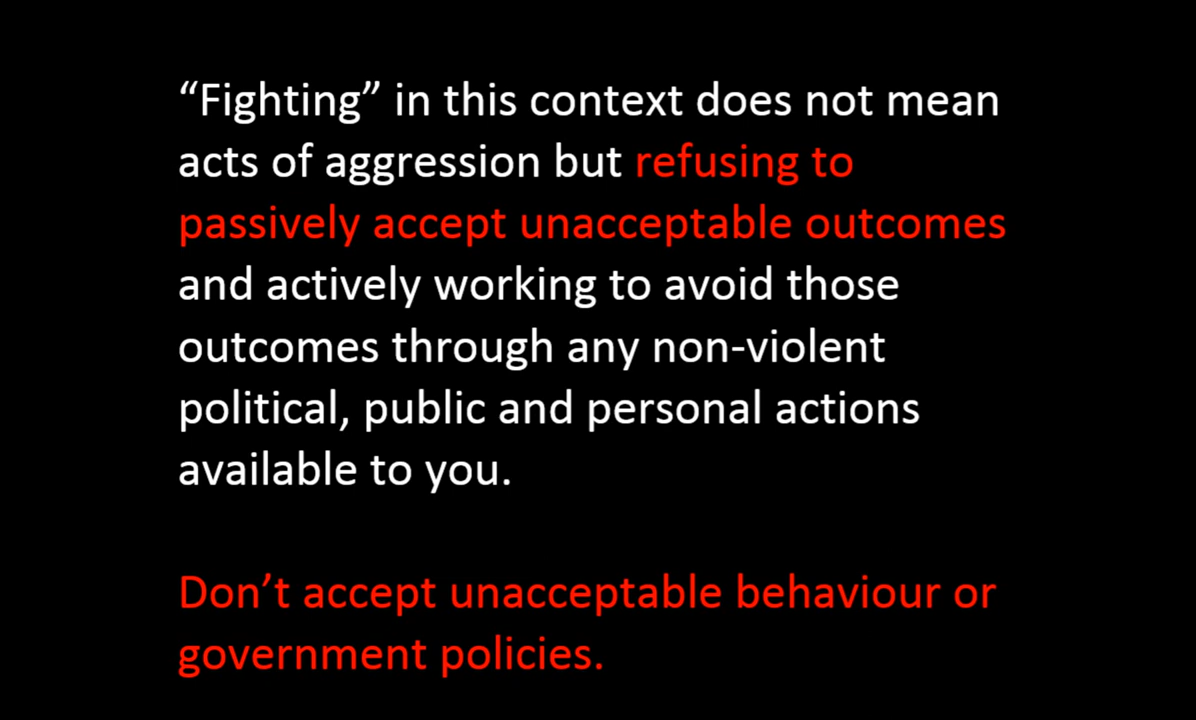 “Fighting” in this context does not mean
acts of aggression but refusing to
passively accept unacceptable outcomes
and actively working to avoid those
outcomes through any non-violent
political, public and personal actions
available to you.
Don’t accept unacceptable behaviour or
government policies.